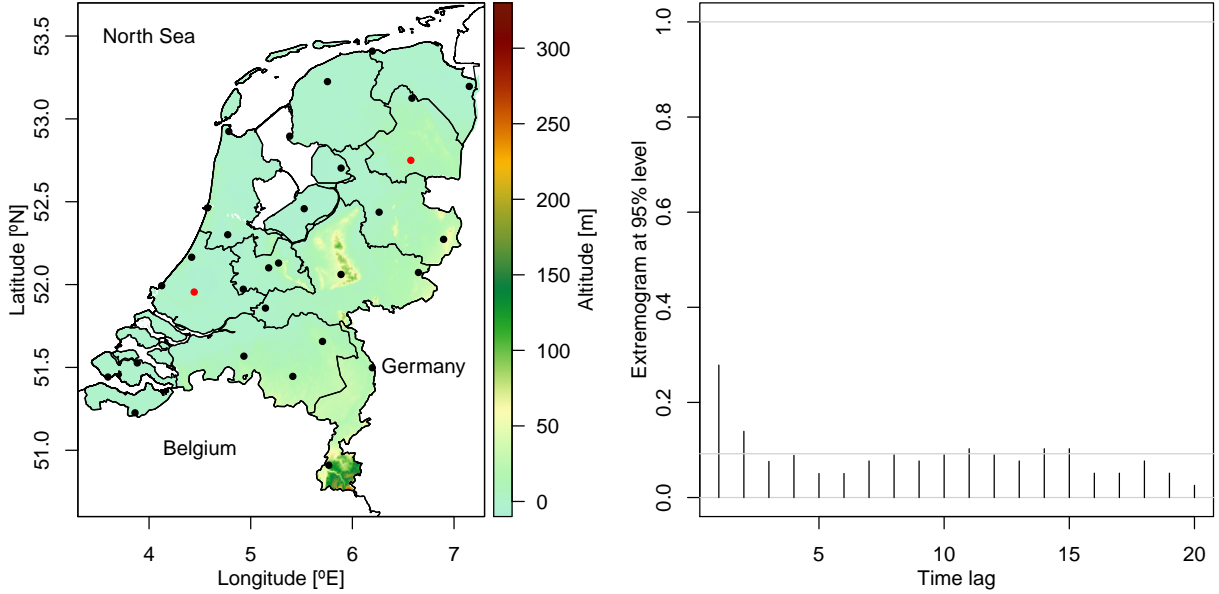 North Sea
Germany
Belgium
4 5 6 7
Longitude [ºE]
51.0 51.5 52.0 52.5 53.0 53.5
Latitude [ºN]
0 50 100 150 200 250 300
Altitude [m]
0.0 0.2 0.4 0.6 0.8 1.0
Extremogram at 95% level
5 10 15 20
Time lag